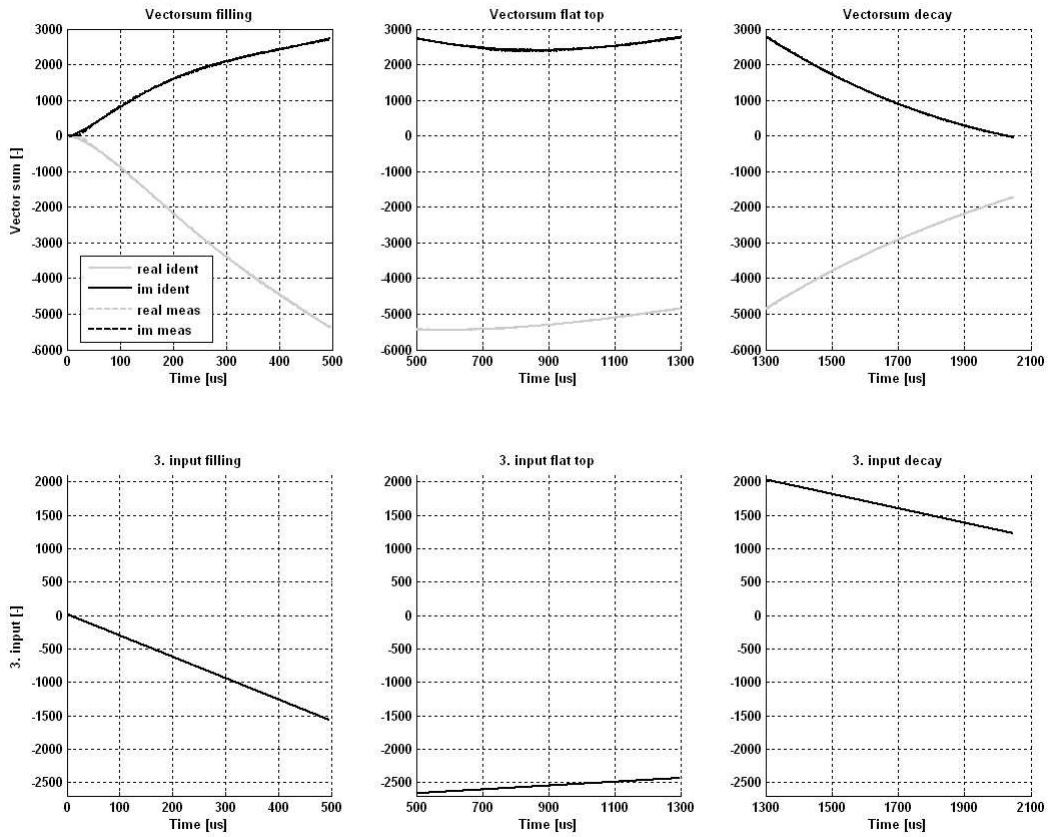 Vectorsum filling
3000
2000
1000
0
-1000
-2000
-3000
-4000
-5000
-6000
Vector sum [-]
real ident
im ident
real meas
im meas
0 100 200 300 400 500
Time [us]
Vectorsum flat top
3000
2000
1000
0
-1000
-2000
-3000
-4000
-5000
-6000
500 700 900 1100 1300
Time [us]
Vectorsum decay
3000
2000
1000
0
-1000
-2000
-3000
-4000
-5000
-6000
1300 1500 1700 1900 2100
Time [us]
3. input filling
2000
1500
1000
500
0
-500
-1000
-1500
-2000
-2500
3. input [-]
0 100 200 300 400 500
Time [us]
3. input flat top
2000
1500
1000
500
0
-500
-1000
-1500
-2000
-2500
500 700 900 1100 1300
Time [us]
3. input decay
2000
1500
1000
500
0
-500
-1000
-1500
-2000
-2500
1300 1500 1700 1900 2100
Time [us]